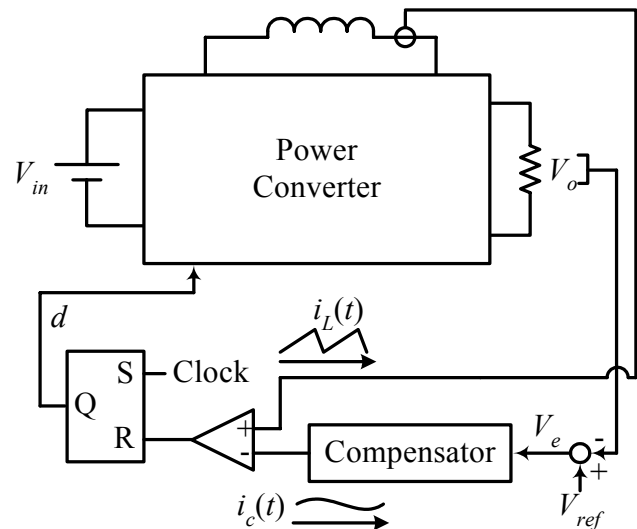 Power
Converter
V_in
V_o
d
i_L(t)
S
Clock
Q
R
+
-
Compensator
V_e
-
+
i_c(t)
V_ref